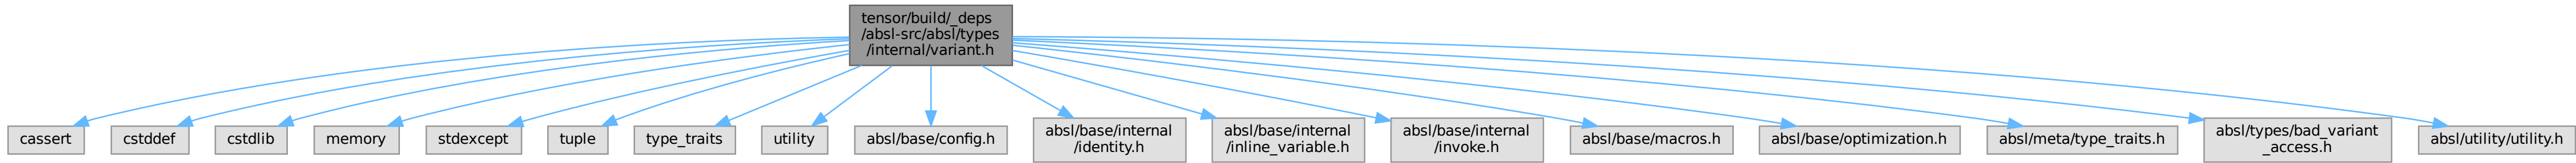 tensor/build/_deps
/absl-src/absl/types
/internal/variant.h
cassert
cstddef
cstdlib
memory
stdexcept
tuple
type_traits
utility
absl/base/config.h
absl/base/internal
/identity.h
absl/base/internal
/inline_variable.h
absl/base/internal
/invoke.h
absl/base/macros.h
absl/base/optimization.h
absl/meta/type_traits.h
absl/types/bad_variant
_access.h
absl/utility/utility.h